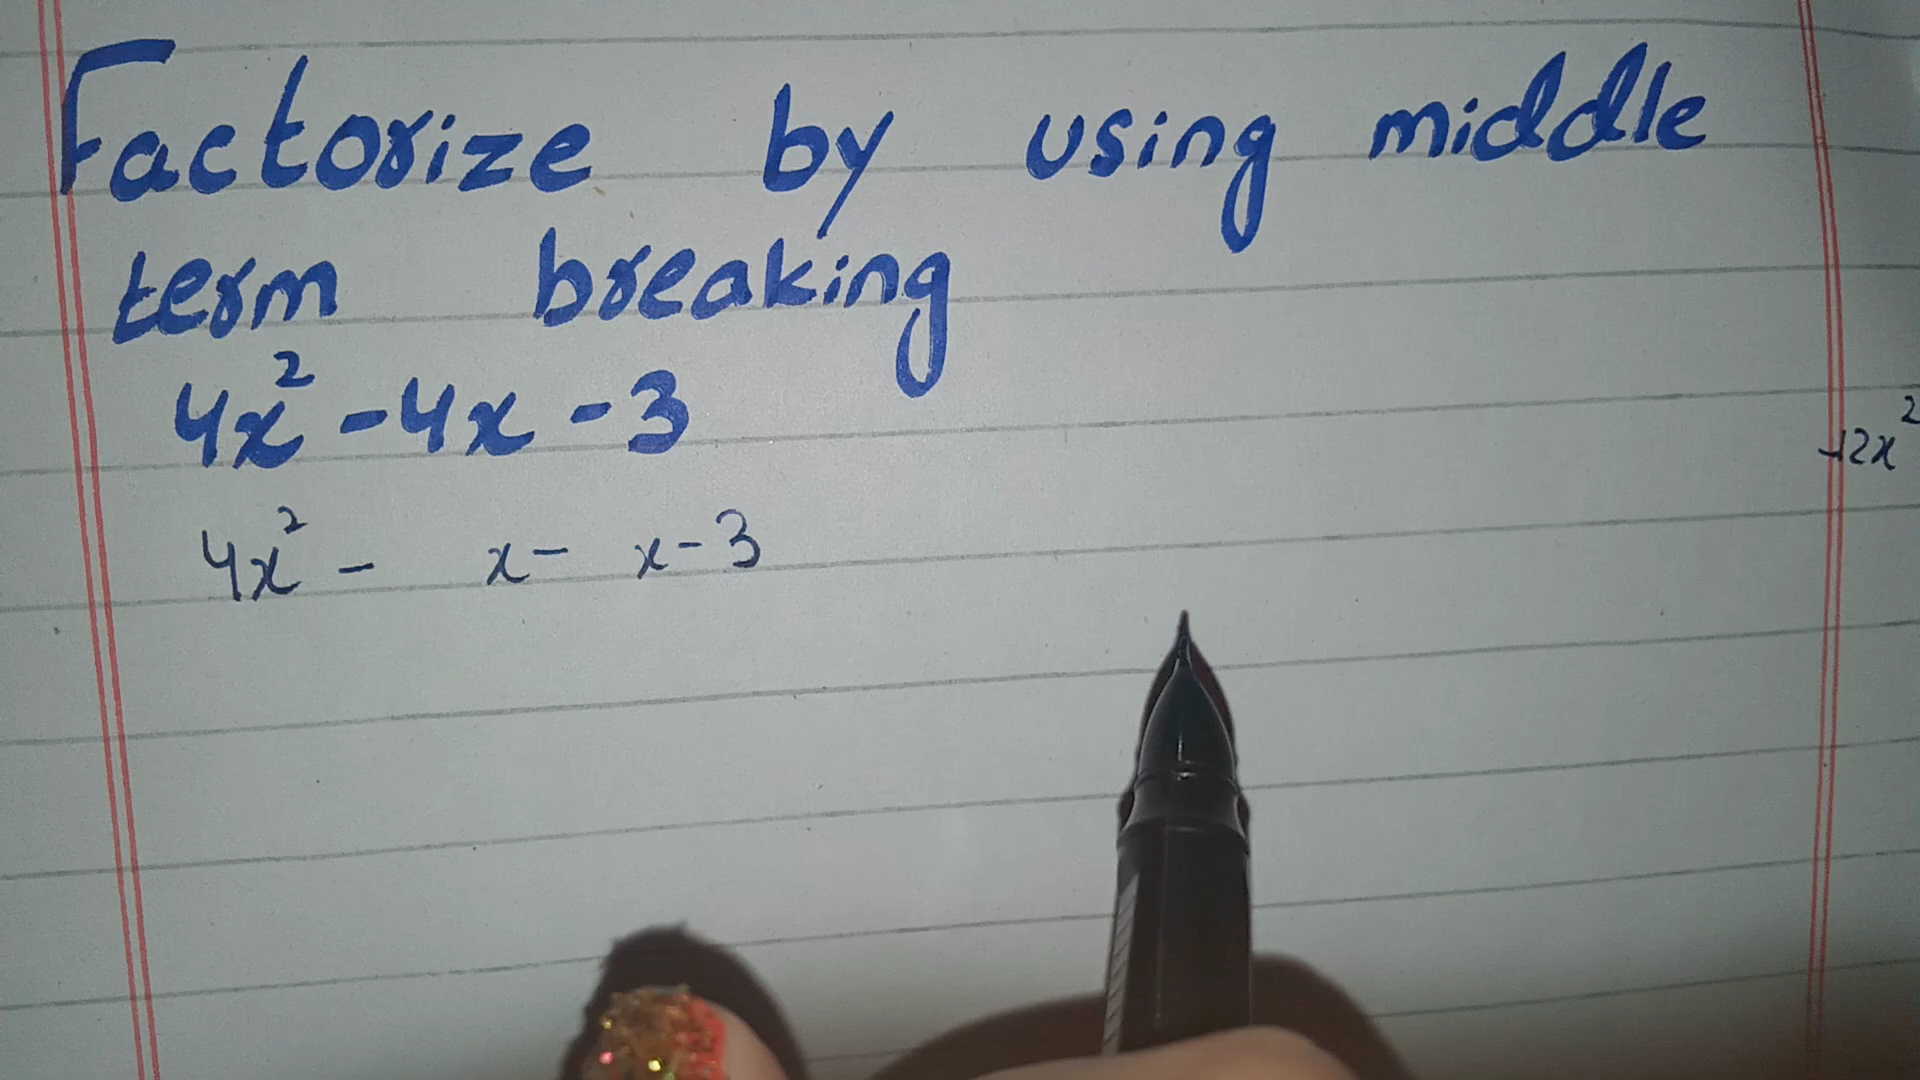 Factorize by using middle
term breaking
4x² -4x -3
-12x²
4x² - x - x-3